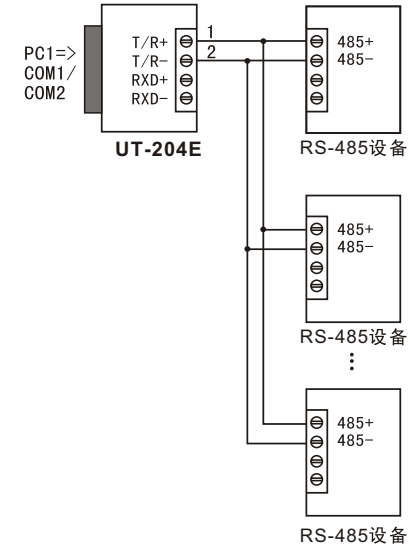 PC1=>
COM1/
COM2
T/R+
T/R-
RXD+
RXD-
1
2
UT-204E
485+
485-
RS-485设备
485+
485-
RS-485设备
485+
485-
RS-485设备